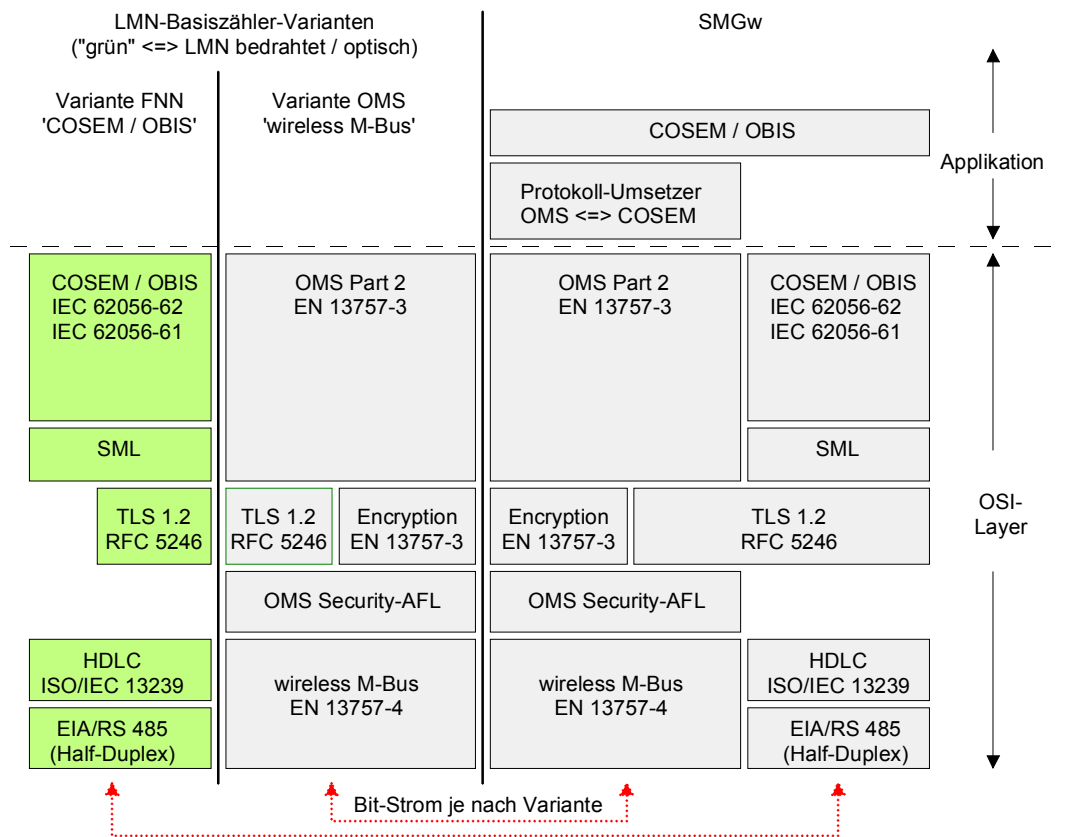 LMN-Basiszähler-Varianten
("grün" <=> LMN bedrahtet / optisch)
SMGw
Variante FNN
'COSEM / OBIS'
Variante OMS
'wireless M-Bus'
COSEM / OBIS
Applikation
Protokoll-Umsetzer
OMS <=> COSEM
COSEM / OBIS
IEC 62056-62
IEC 62056-61
OMS Part 2
EN 13757-3
OMS Part 2
EN 13757-3
COSEM / OBIS
IEC 62056-62
IEC 62056-61
SML
SML
TLS 1.2
RFC 5246
TLS 1.2
RFC 5246
Encryption
EN 13757-3
Encryption
EN 13757-3
TLS 1.2
RFC 5246
OSI-
Layer
OMS Security-AFL
OMS Security-AFL
HDLC
ISO/IEC 13239
wireless M-Bus
EN 13757-4
wireless M-Bus
EN 13757-4
HDLC
ISO/IEC 13239
EIA/RS 485
(Half-Duplex)
EIA/RS 485
(Half-Duplex)
Bit-Strom je nach Variante